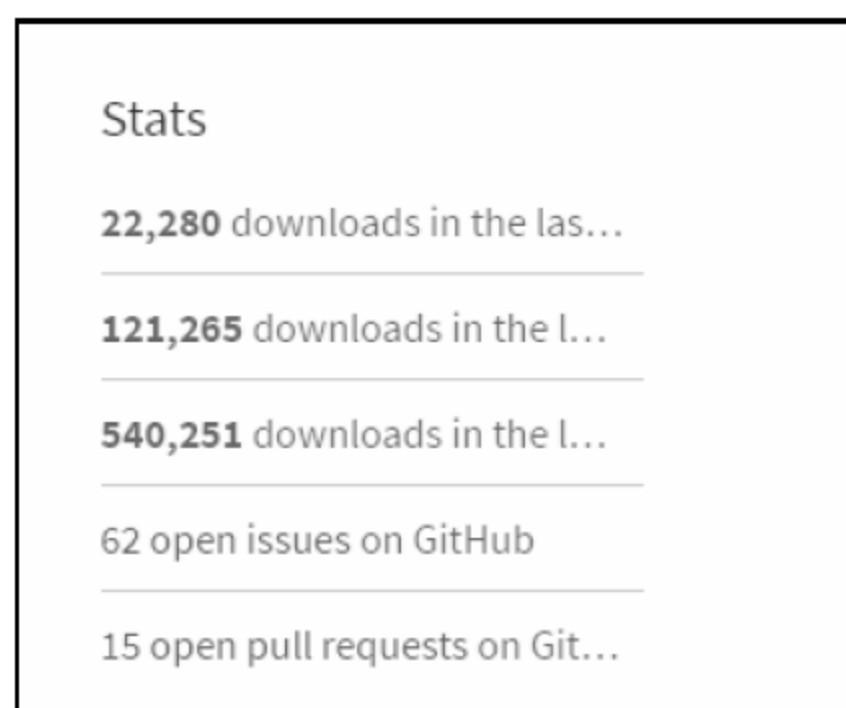 Stats
22,280 downloads in the las...
121,265 downloads in the l...
540,251 downloads in the l...
62 open issues on GitHub
15 open pull requests on Git...